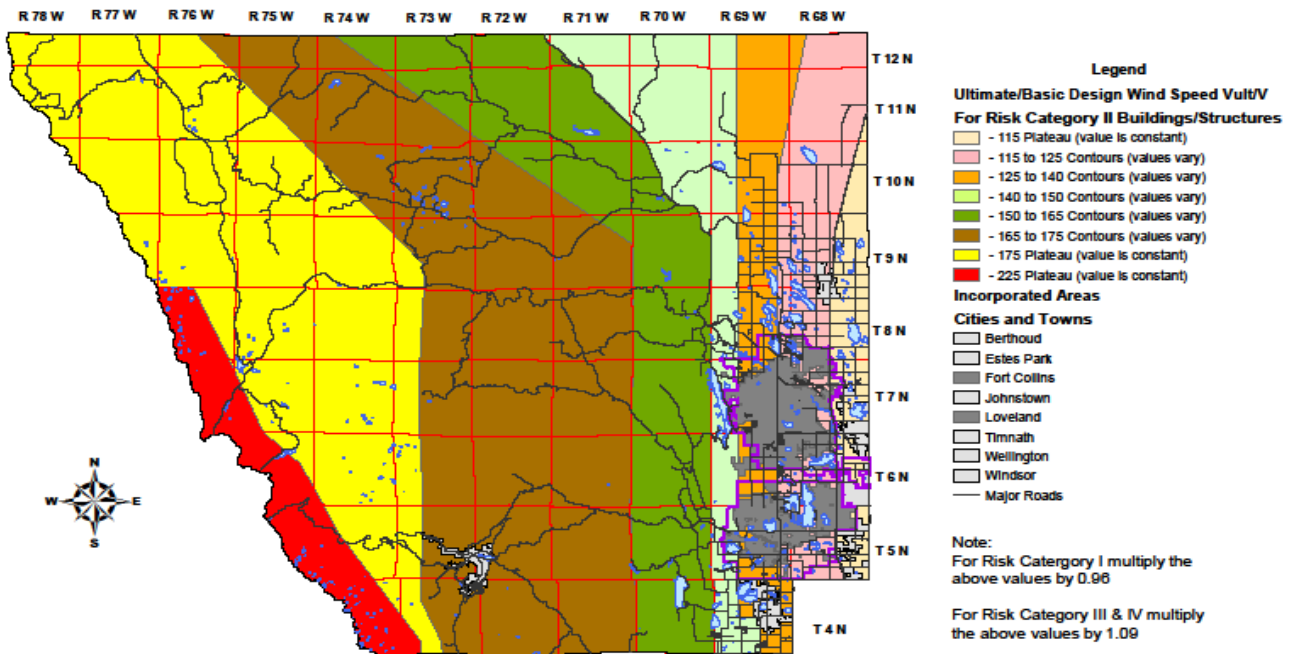 R 78 W R 77 W R 76 W R 75 W R 74 W R 73 W R 72 W R 71 W R 70 W R 69 W R 68 W
T 12 N
T 11 N
T 10 N
T 9 N
T 8 N
T 7 N
T 6 N
T 5 N
T 4 N
N
W E
S
Legend
Ultimate/Basic Design Wind Speed Vult/V
For Risk Category II Buildings/Structures
- 115 Plateau (value is constant)
- 115 to 125 Contours (values vary)
- 125 to 140 Contours (values vary)
- 140 to 150 Contours (values vary)
- 150 to 165 Contours (values vary)
- 165 to 175 Contours (values vary)
- 175 Plateau (value is constant)
- 225 Plateau (value is constant)
Incorporated Areas
Cities and Towns
Berthoud
Estes Park
Fort Collins
Johnstown
Loveland
Timnath
Wellington
Windsor
Major Roads
Note:
For Risk Catergory I multiply the
above values by 0.96
For Risk Category III & IV multiply
the above values by 1.09